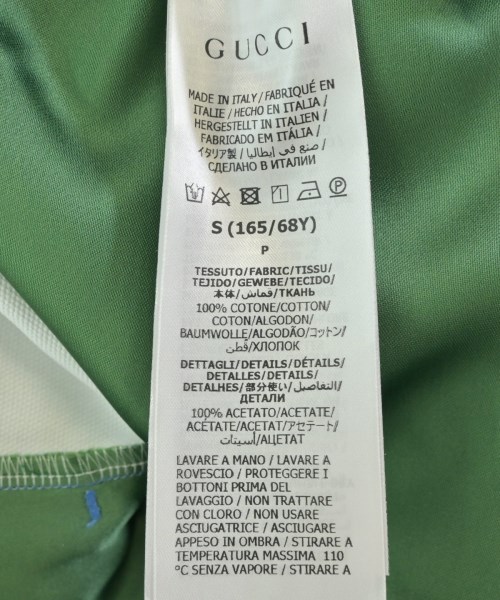 GUCCI
MADE IN ITALY / FABRIQUÉ EN
ITALIE / HECHO EN ITALIA /
HERGESTELLT IN ITALIEN /
FABRICADO EM ITÁLIA /
イタリア製 / صنع في إيطاليا /
СДЕЛАНО В ИТАЛИИ
S (165/68Y)
P
TESSUTO/FABRIC/TISSU/
TEJIDO/GEWEBE/TECIDO/
本体/قماش/ТКАНЬ
100% COTONE/COTTON/
COTON/ALGODON/
BAUMWOLLE/ALGODÃO/コットン/
قطن/ХЛОПОК
DETTAGLI/DETAILS/DÉTAILS/
DETALLES/DETAILS/
DETALHES/部分使い/التفاصيل/
ДЕТАЛИ
100% ACETATO/ACETATE/
ACÉTATE/ACETAT/アセテート/
أسيتات/АЦЕТАТ
LAVARE A MANO / LAVARE A
ROVESCIO / PROTEGGERE I
BOTTONI PRIMA DEL
LAVAGGIO / NON TRATTARE
CON CLORO / NON USARE
ASCIUGATRICE / ASCIUGARE
APPESO IN OMBRA / STIRARE A
TEMPERATURA MASSIMA 110
°C SENZA VAPORE / STIRARE A